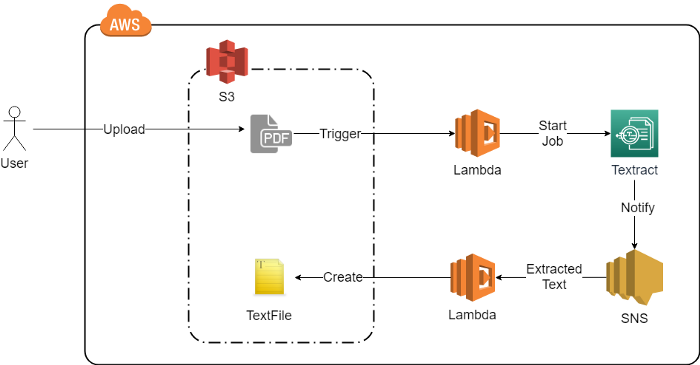 AWS
S3
Upload
PDF
Trigger
Start
Job
User
Lambda
Textract
Notify
Create
Extracted
Text
TextFile
Lambda
SNS